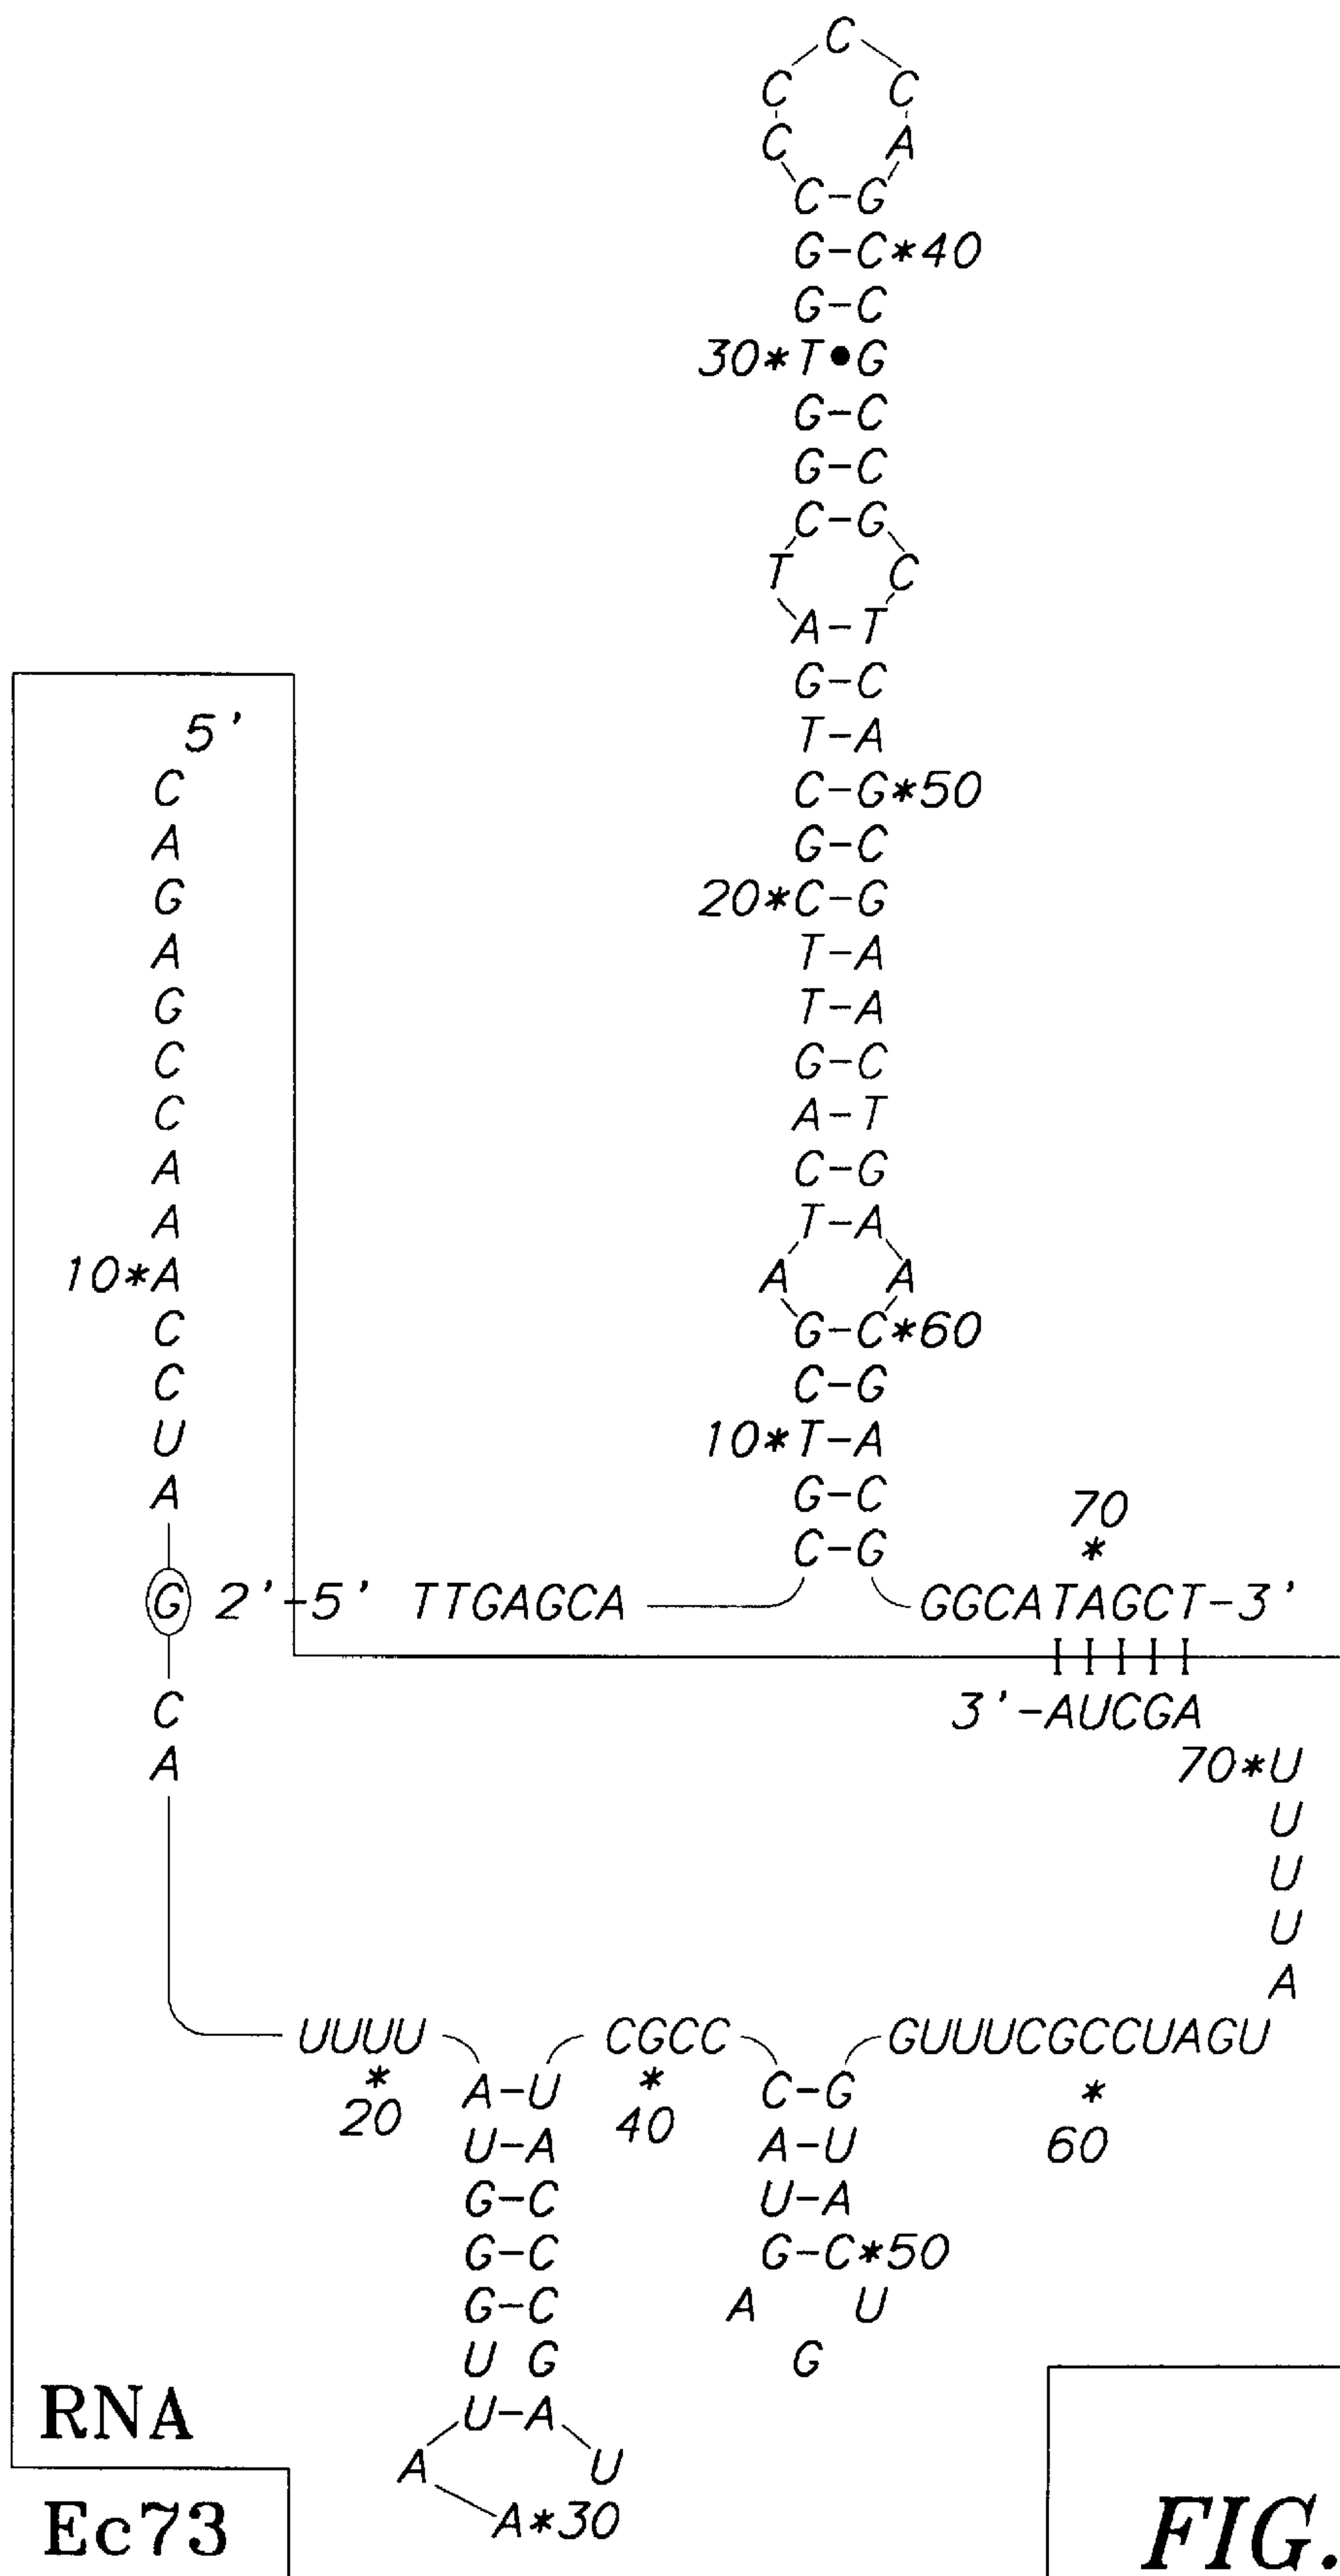 C
C C
C A
C-G
G-C*40
G-C
30*T●G
G-C
G-C
C-G
T C
A-T
G-C
T-A
C-G*50
G-C
20*C-G
T-A
T-A
G-C
A-T
C-G
T-A
A A
G-C*60
C-G
10*T-A
G-C
C-G
5'
C
A
G
A
G
C
C
A
A
10*A
C
C
U
A
G 2'-5' TTGAGCA GGCATAGCT-3'
70
*
C
A
3'-AUCGA
70*U
U
U
U
A
UUUU CGCC GUUUCGCCUAGU
* * *
20 40 60
A-U
U-A
G-C
G-C
G-C
U G
U-A
A U
A*30
C-G
A-U
U-A
G-C*50
A U
G
RNA
Ec73
FIG.